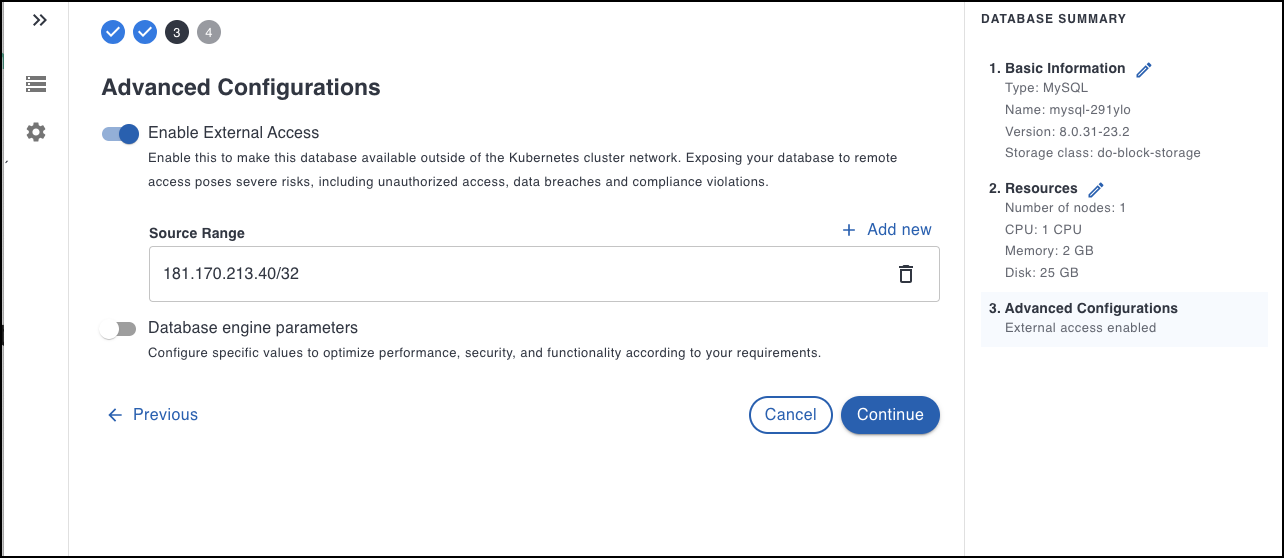 3
4
Advanced Configurations
Enable External Access
Enable this to make this database available outside of the Kubernetes cluster network. Exposing your database to remote
access poses severe risks, including unauthorized access, data breaches and compliance violations.
Source Range
+ Add new
181.170.213.40/32
Database engine parameters
Configure specific values to optimize performance, security, and functionality according to your requirements.
Previous
Cancel
Continue
DATABASE SUMMARY
1. Basic Information
Type: MySQL
Name: mysql-291ylo
Version: 8.0.31-23.2
Storage class: do-block-storage
2. Resources
Number of nodes: 1
CPU: 1 CPU
Memory: 2 GB
Disk: 25 GB
3. Advanced Configurations
External access enabled